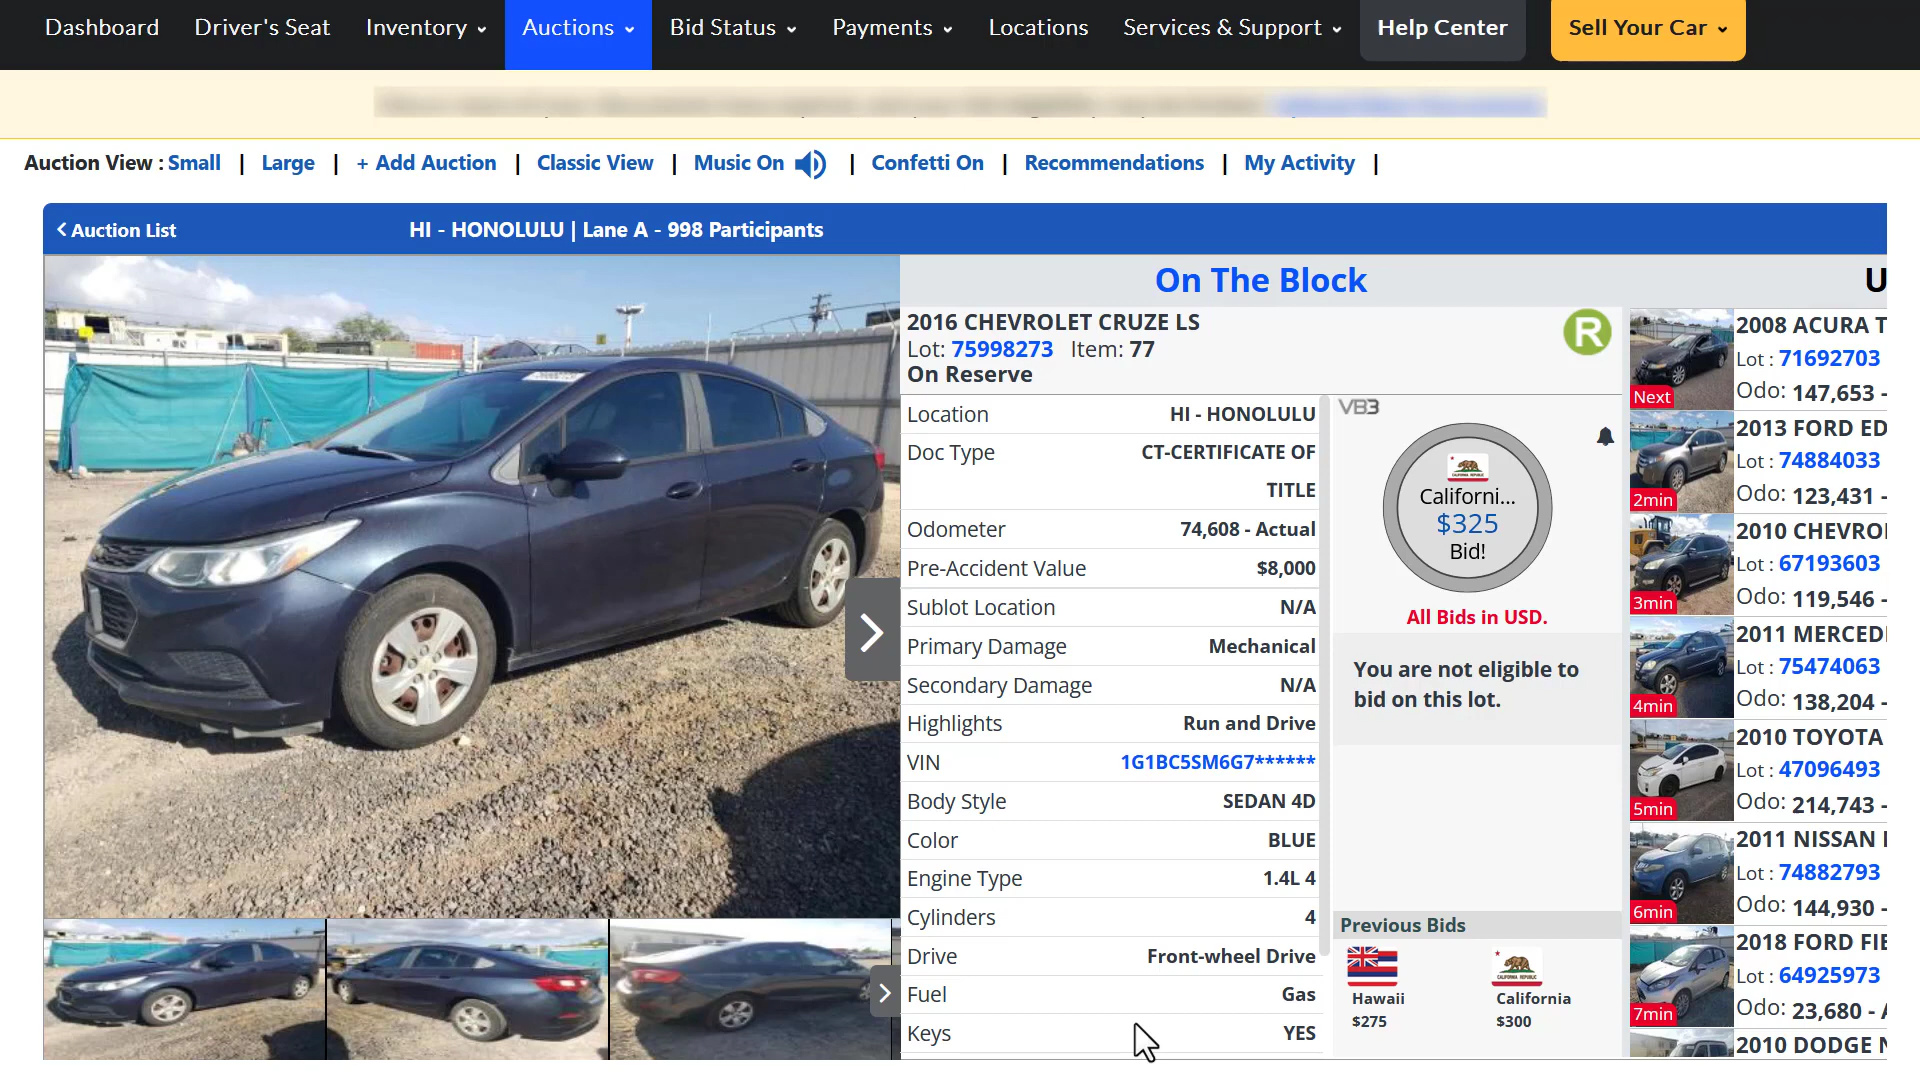 Dashboard Driver's Seat Inventory Auctions Bid Status Payments Locations Services & Support Help Center Sell Your Car
Auction View : Small | Large | + Add Auction | Classic View | Music On | Confetti On | Recommendations | My Activity |
Auction List HI - HONOLULU | Lane A - 998 Participants
On The Block
U
2016 CHEVROLET CRUZE LS
Lot: 75998273 Item: 77
On Reserve
R
Location HI - HONOLULU
Doc Type CT-CERTIFICATE OF
TITLE
Odometer 74,608 - Actual
Pre-Accident Value $8,000
Sublot Location N/A
Primary Damage Mechanical
Secondary Damage N/A
Highlights Run and Drive
VIN 1G1BC5SM6G7******
Body Style SEDAN 4D
Color BLUE
Engine Type 1.4L 4
Cylinders 4
Drive Front-wheel Drive
Fuel Gas
Keys YES
VB3
Californi...
$325
Bid!
All Bids in USD.
You are not eligible to
bid on this lot.
Previous Bids
Hawaii
$275
California
$300
2008 ACURA T
Lot : 71692703
Odo: 147,653 -
Next
2013 FORD ED
Lot : 74884033
Odo: 123,431 -
2min
2010 CHEVROL
Lot : 67193603
Odo: 119,546 -
3min
2011 MERCED
Lot : 75474063
Odo: 138,204 -
4min
2010 TOYOTA
Lot : 47096493
Odo: 214,743 -
5min
2011 NISSAN
Lot : 74882793
Odo: 144,930 -
6min
2018 FORD FIE
Lot : 64925973
Odo: 23,680 - A
7min
2010 DODGE N